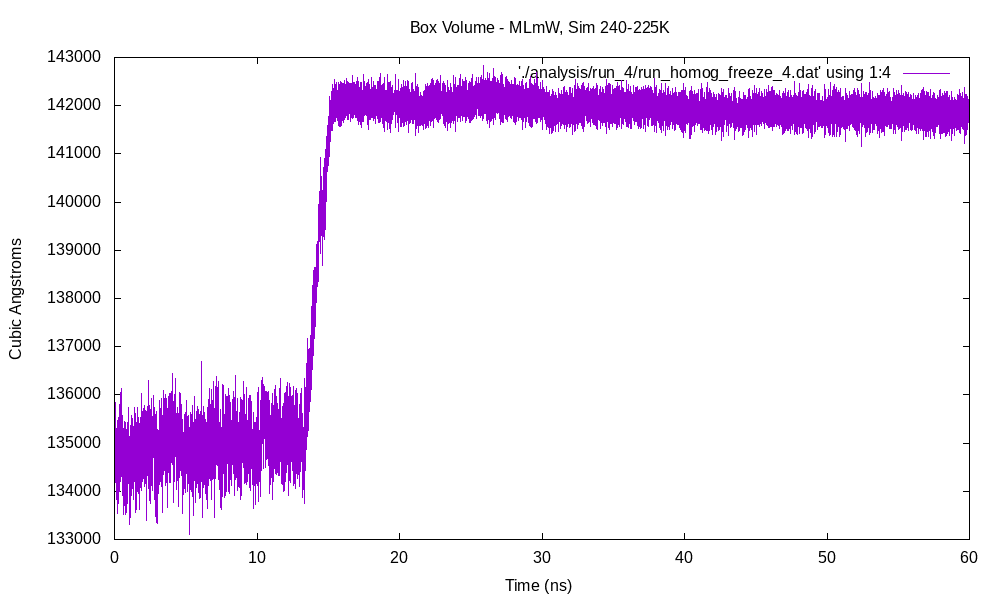 Box Volume - MLmW, Sim 240-225K
'./analysis/run_4/run_homog_freeze_4.dat' using 1:4
143000
142000
141000
140000
139000
138000
137000
136000
135000
134000
133000
Cubic Angstroms
0 10 20 30 40 50 60
Time (ns)